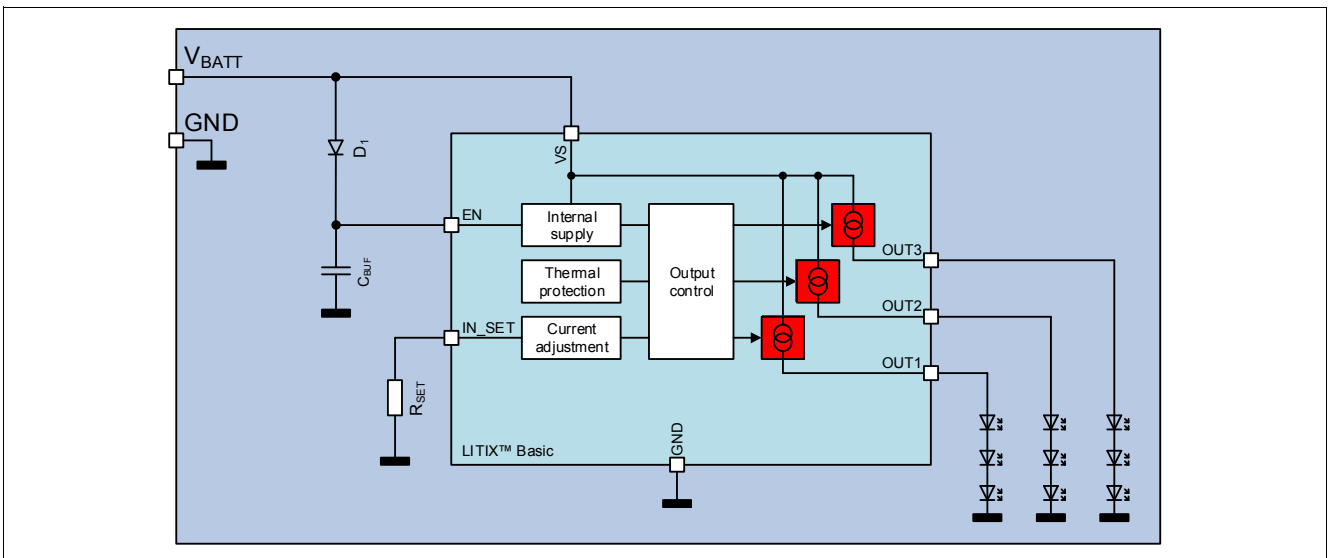 VBATT
GND
D1
VS
EN
Internal
supply
Thermal
protection
Output
control
OUT3
OUT2
OUT1
CBUF
IN_SET
Current
adjustment
RSET
LITIX™ Basic
GND